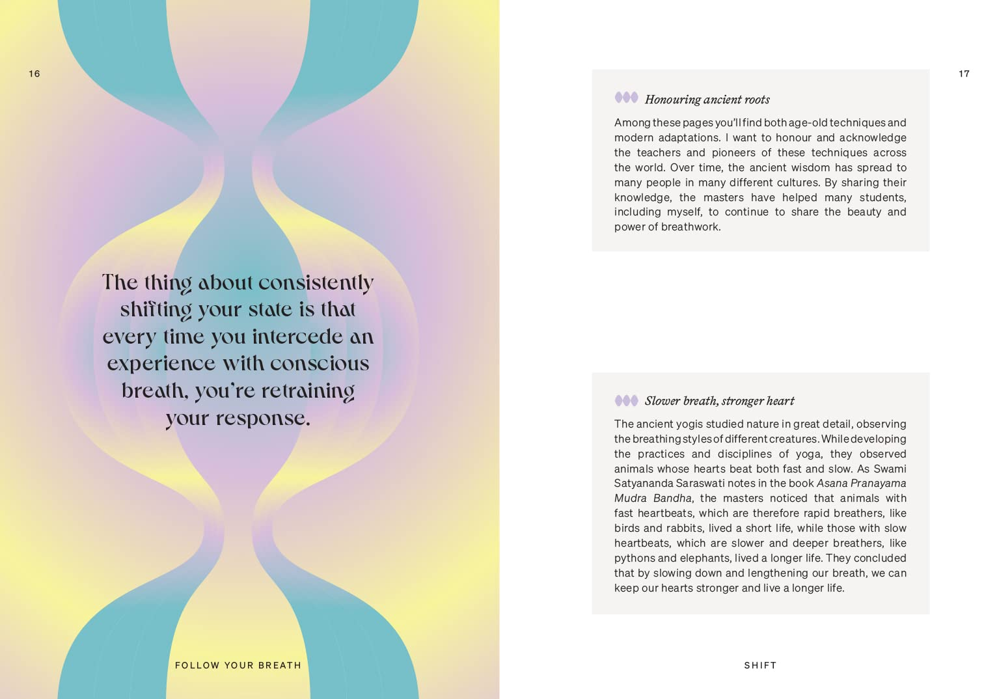 16
The thing about consistently
shifting your state is that
every time you intercede an
experience with conscious
breath, you’re retraining
your response.
FOLLOW YOUR BREATH
17
Honouring ancient roots
Among these pages you’ll find both age-old techniques and
modern adaptations. I want to honour and acknowledge
the teachers and pioneers of these techniques across
the world. Over time, the ancient wisdom has spread to
many people in many different cultures. By sharing their
knowledge, the masters have helped many students,
including myself, to continue to share the beauty and
power of breathwork.
Slower breath, stronger heart
The ancient yogis studied nature in great detail, observing
the breathing styles of different creatures. While developing
the practices and disciplines of yoga, they observed
animals whose hearts beat both fast and slow. As Swami
Satyananda Saraswati notes in the book Asana Pranayama
Mudra Bandha, the masters noticed that animals with
fast heartbeats, which are therefore rapid breathers, like
birds and rabbits, lived a short life, while those with slow
heartbeats, which are slower and deeper breathers, like
pythons and elephants, lived a longer life. They concluded
that by slowing down and lengthening our breath, we can
keep our hearts stronger and live a longer life.
SHIFT